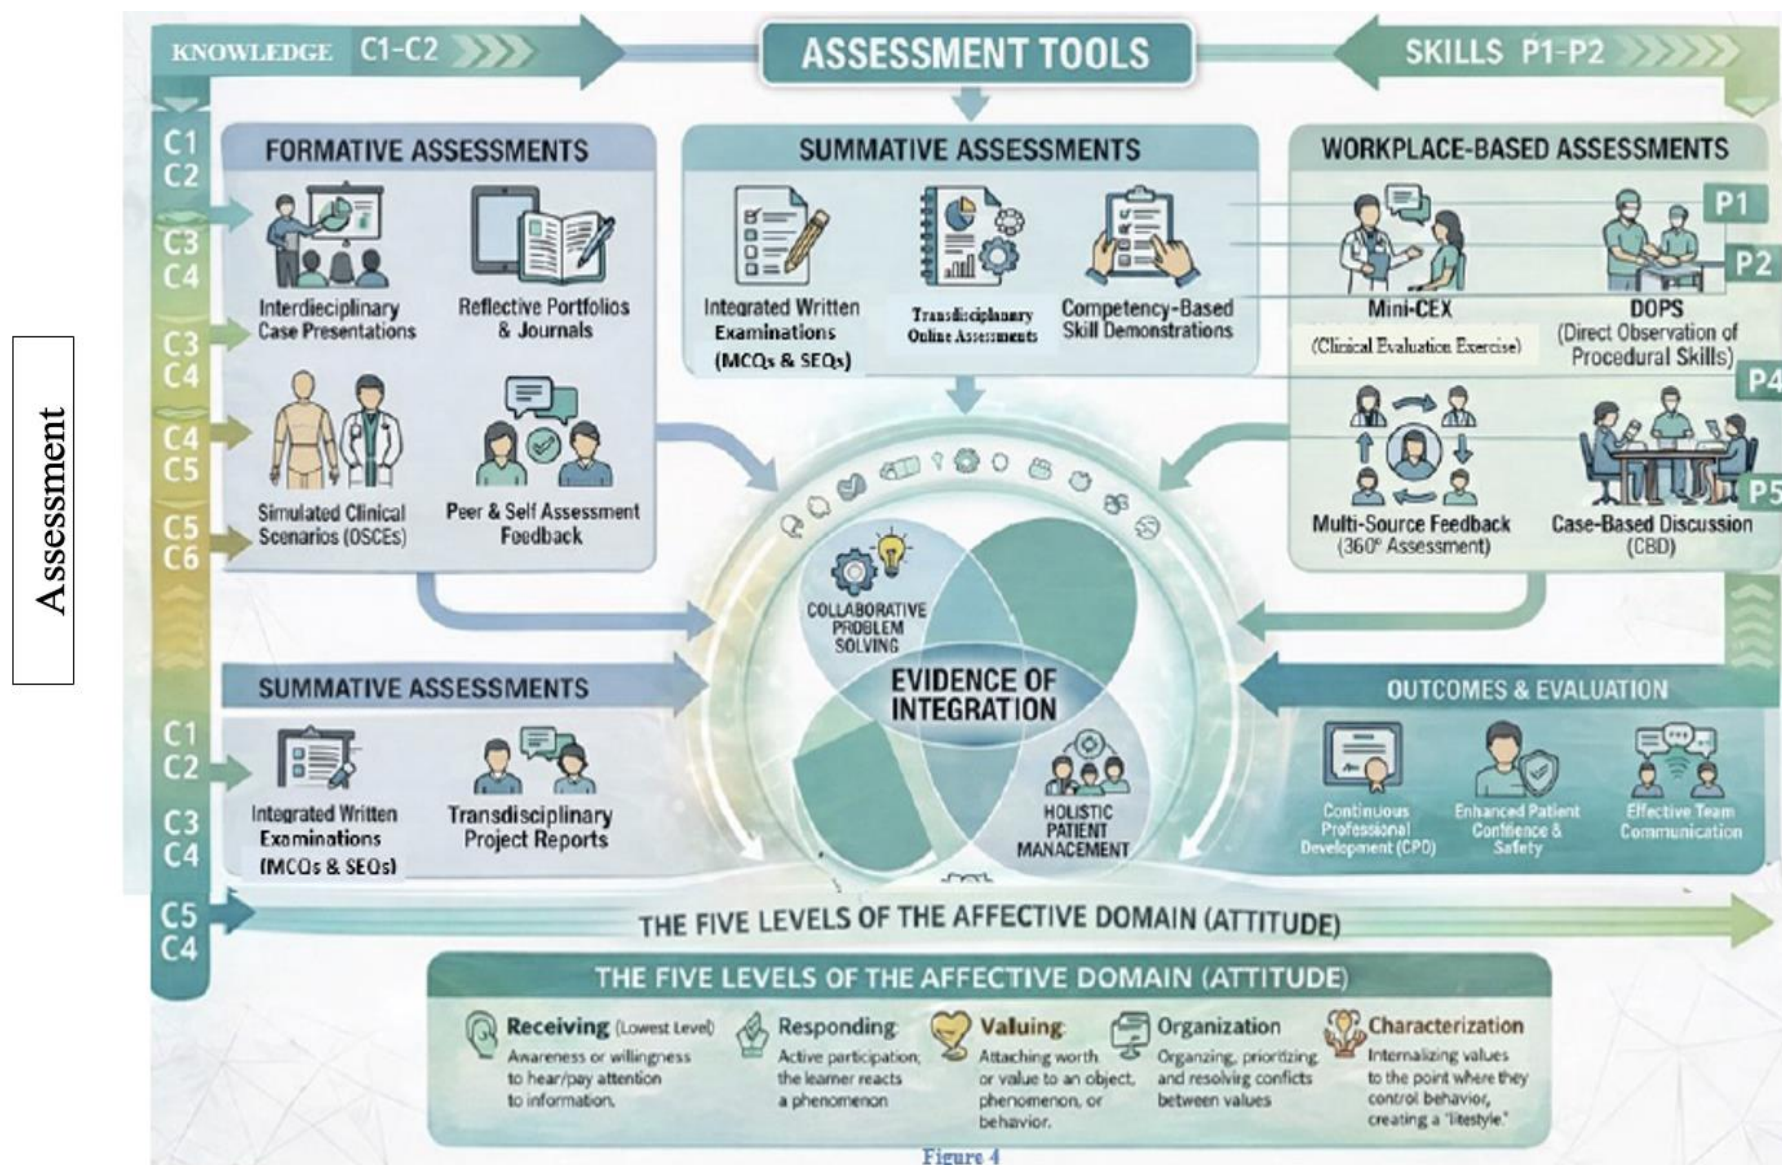 Assessment
KNOWLEDGE C1-C2
ASSESSMENT TOOLS
SKILLS P1-P2
C1
C2
C3
C4
C3
C4
C4
C5
C5
C6
C1
C2
C3
C4
C5
C4
FORMATIVE ASSESSMENTS
Interdieciplinary
Case Presentations
Reflective Portfolios
& Journals
Simulated Clinical
Scenarios (OSCEs)
Peer & Self Assessment
Feedback
SUMMATIVE ASSESSMENTS
Integrated Written
Examinations
(MCQs & SEQs)
Transdisciplinary
Online Assessments
Competency-Based
Skill Demonstrations
WORKPLACE-BASED ASSESSMENTS
P1
P2
P4
P5
Mini-CEX
(Clinical Evaluation Exercise)
DOPS
(Direct Observation of
Procedural Skills)
Multi-Source Feedback
(360° Assessment)
Case-Based Discussion
(CBD)
COLLABORATIVE
PROBLEM
SOLVING
EVIDENCE OF
INTEGRATION
HOLISTIC
PATIENT
MANAGEMENT
SUMMATIVE ASSESSMENTS
Integrated Written
Examinations
(MCQs & SEQs)
Transdisciplinary
Project Reports
OUTCOMES & EVALUATION
Continuous
Professional
Development (CPD)
Enhanced Patient
Confilence &
Safety
Effective Team
Communication
THE FIVE LEVELS OF THE AFFECTIVE DOMAIN (ATTITUDE)
THE FIVE LEVELS OF THE AFFECTIVE DOMAIN (ATTITUDE)
Receiving (Lowest Level)
Awareness or willingness
to hear/pay attention
to information.
Responding
Active participation;
the learner reacts
a phenomenon
Valuing
Attaching worth
or value to an object,
phenomenon, or
behavior.
Organization
Organzing, prioritizing,
and resolving conficts
between values
Characterization
Internalizing values
to the point where they
control behavior,
creating a "litestyle."
Figure 4